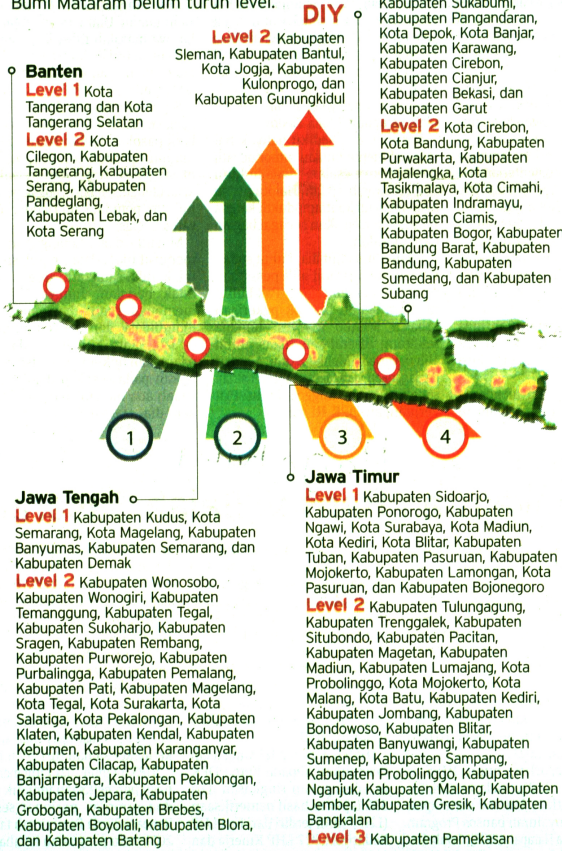 Bumi Mataram belum turun level.
DIY
Level 2 Kabupaten
Sleman, Kabupaten Bantul,
Kota Jogja, Kabupaten
Kulonprogo, dan
Kabupaten Gunungkidul
Kabupaten Sukabumi,
Kabupaten Pangandaran,
Kota Depok, Kota Banjar,
Kabupaten Karawang,
Kabupaten Cirebon,
Kabupaten Cianjur,
Kabupaten Bekasi, dan
Kabupaten Garut
Level 2 Kota Cirebon,
Kota Bandung, Kabupaten
Purwakarta, Kabupaten
Majalengka, Kota
Tasikmalaya, Kota Cimahi,
Kabupaten Indramayu,
Kabupaten Ciamis,
Kabupaten Bogor, Kabupaten
Bandung Barat, Kabupaten
Bandung, Kabupaten
Sumedang, dan Kabupaten
Subang
Banten
Level 1 Kota
Tangerang dan Kota
Tangerang Selatan
Level 2 Kota
Cilegon, Kabupaten
Tangerang, Kabupaten
Serang, Kabupaten
Pandeglang,
Kabupaten Lebak, dan
Kota Serang
1
2
3
4
Jawa Tengah
Level 1 Kabupaten Kudus, Kota
Semarang, Kota Magelang, Kabupaten
Banyumas, Kabupaten Semarang, dan
Kabupaten Demak
Level 2 Kabupaten Wonosobo,
Kabupaten Wonogiri, Kabupaten
Temanggung, Kabupaten Tegal,
Kabupaten Sukoharjo, Kabupaten
Sragen, Kabupaten Rembang,
Kabupaten Purworejo, Kabupaten
Purbalingga, Kabupaten Pemalang,
Kabupaten Pati, Kabupaten Magelang,
Kota Tegal, Kota Surakarta, Kota
Salatiga, Kota Pekalongan, Kabupaten
Klaten, Kabupaten Kendal, Kabupaten
Kebumen, Kabupaten Karanganyar,
Kabupaten Cilacap, Kabupaten
Banjarnegara, Kabupaten Pekalongan,
Kabupaten Jepara, Kabupaten
Grobogan, Kabupaten Brebes,
Kabupaten Boyolali, Kabupaten Blora,
dan Kabupaten Batang
Jawa Timur
Level 1 Kabupaten Sidoarjo,
Kabupaten Ponorogo, Kabupaten
Ngawi, Kota Surabaya, Kota Madiun,
Kota Kediri, Kota Blitar, Kabupaten
Tuban, Kabupaten Pasuruan, Kabupaten
Mojokerto, Kabupaten Lamongan, Kota
Pasuruan, dan Kabupaten Bojonegoro
Level 2 Kabupaten Tulungagung,
Kabupaten Trenggalek, Kabupaten
Situbondo, Kabupaten Pacitan,
Kabupaten Magetan, Kabupaten
Madiun, Kabupaten Lumajang, Kota
Probolinggo, Kota Mojokerto, Kota
Malang, Kota Batu, Kabupaten Kediri,
Kabupaten Jombang, Kabupaten
Bondowoso, Kabupaten Blitar,
Kabupaten Banyuwangi, Kabupaten
Sumenep, Kabupaten Sampang,
Kabupaten Probolinggo, Kabupaten
Nganjuk, Kabupaten Malang, Kabupaten
Jember, Kabupaten Gresik, Kabupaten
Bangkalan
Level 3 Kabupaten Pamekasan